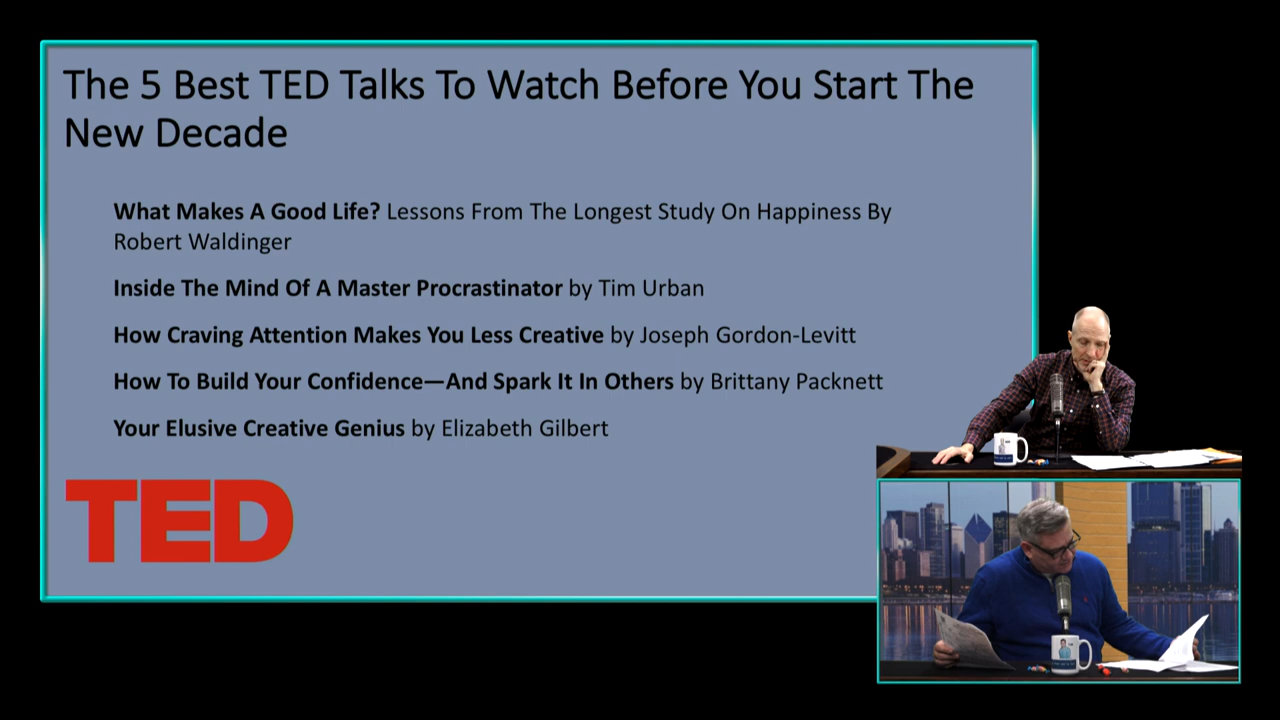 The 5 Best TED Talks To Watch Before You Start The
New Decade
What Makes A Good Life? Lessons From The Longest Study On Happiness By
Robert Waldinger
Inside The Mind Of A Master Procrastinator by Tim Urban
How Craving Attention Makes You Less Creative by Joseph Gordon-Levitt
How To Build Your Confidence—And Spark It In Others by Brittany Packnett
Your Elusive Creative Genius by Elizabeth Gilbert
TED